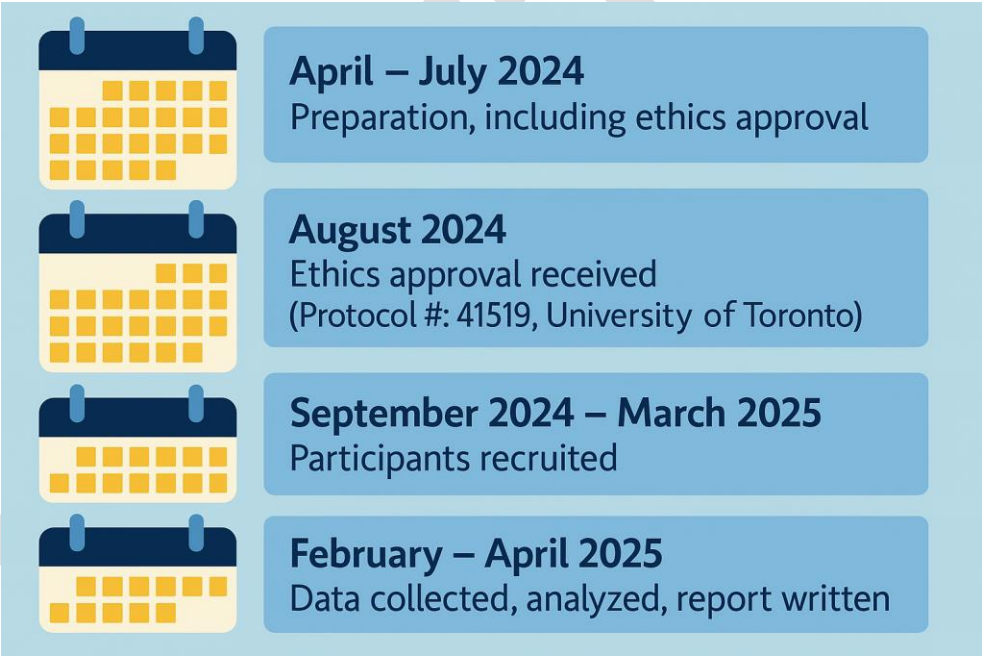 April – July 2024
Preparation, including ethics approval
August 2024
Ethics approval received
(Protocol #: 41519, University of Toronto)
September 2024 – March 2025
Participants recruited
February – April 2025
Data collected, analyzed, report written